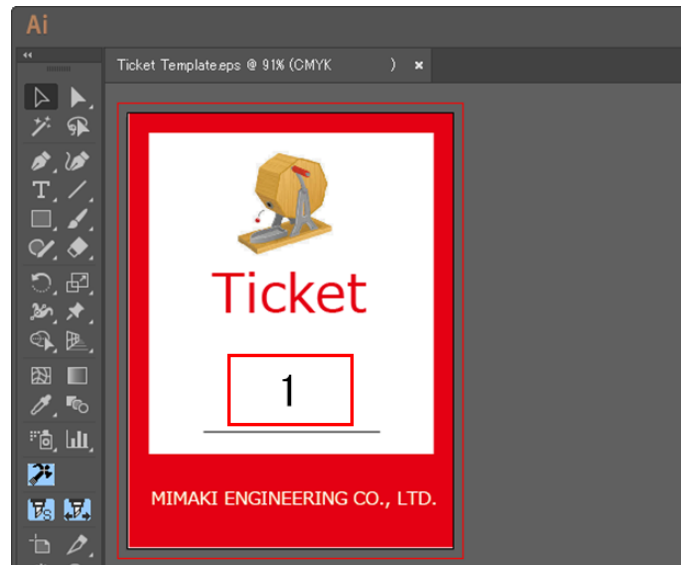 Ai
Ticket Template.eps @ 91% (CMYK ) ×
Ticket
1
MIMAKI ENGINEERING CO., LTD.